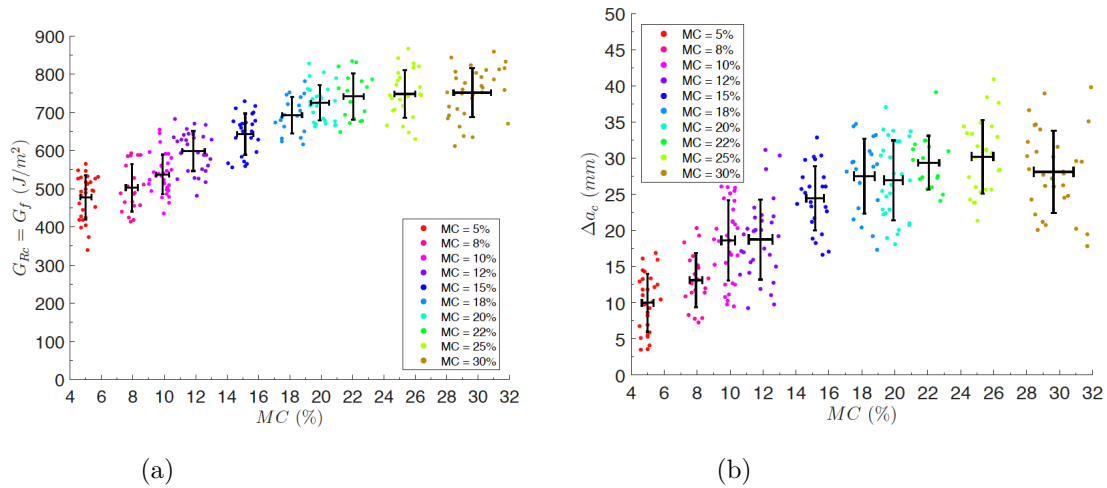 900
800
700
600
500
400
300
200
100
0
G_{Rc} = G_f (J/m²)
4 6 8 10 12 14 16 18 20 22 24 26 28 30 32
MC (%)
MC = 5%
MC = 8%
MC = 10%
MC = 12%
MC = 15%
MC = 18%
MC = 20%
MC = 22%
MC = 25%
MC = 30%
(a)
50
45
40
35
30
25
20
15
10
5
0
Δa_c (mm)
4 6 8 10 12 14 16 18 20 22 24 26 28 30 32
MC (%)
MC = 5%
MC = 8%
MC = 10%
MC = 12%
MC = 15%
MC = 18%
MC = 20%
MC = 22%
MC = 25%
MC = 30%
(b)